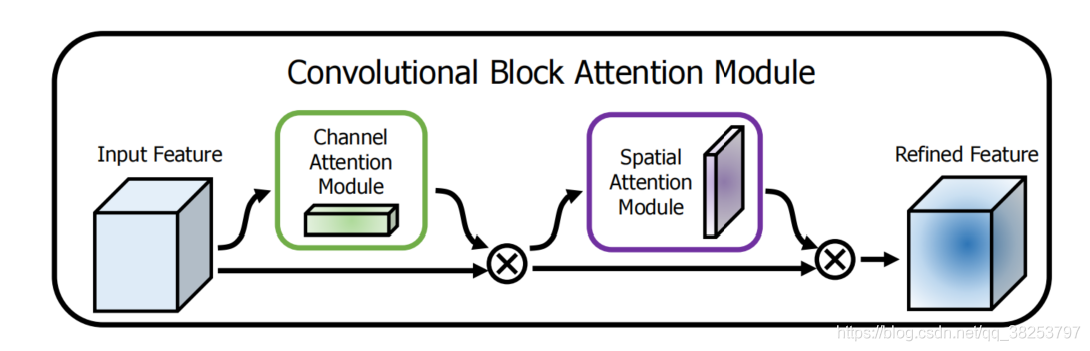 Convolutional Block Attention Module
Input Feature
Channel
Attention
Module
Spatial
Attention
Module
Refined Feature
https://blog.csdn.net/qq_38253797